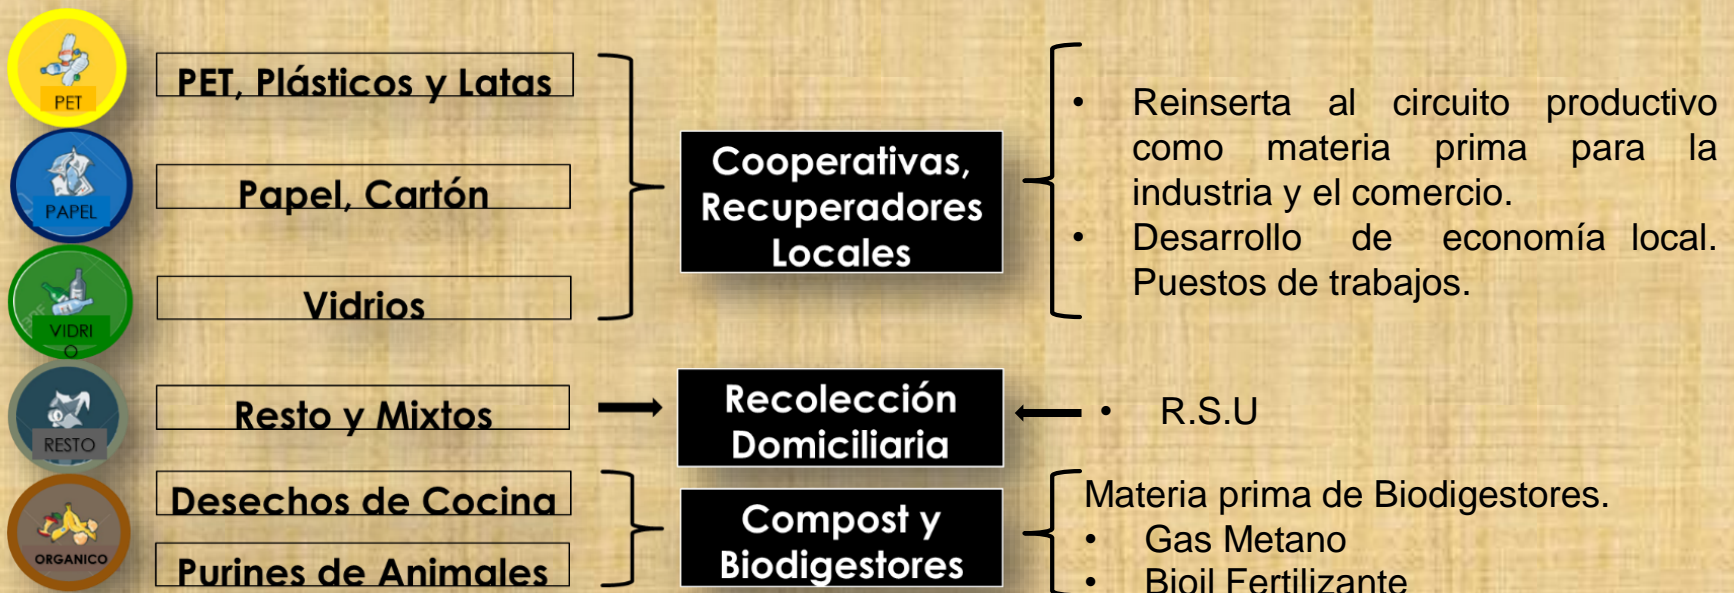 PET
PET, Plásticos y Latas
PAPEL
Papel, Cartón
VIDRI
O
Vidrios
Cooperativas,
Recuperadores
Locales
• Reinserta al circuito productivo
como materia prima para la
industria y el comercio.
• Desarrollo de economía local.
Puestos de trabajos.
RESTO
Resto y Mixtos
Recolección
Domiciliaria
• R.S.U
ORGANICO
Desechos de Cocina
Purines de Animales
Compost y
Biodigestores
Materia prima de Biodigestores.
• Gas Metano
• Bioil Fertilizante